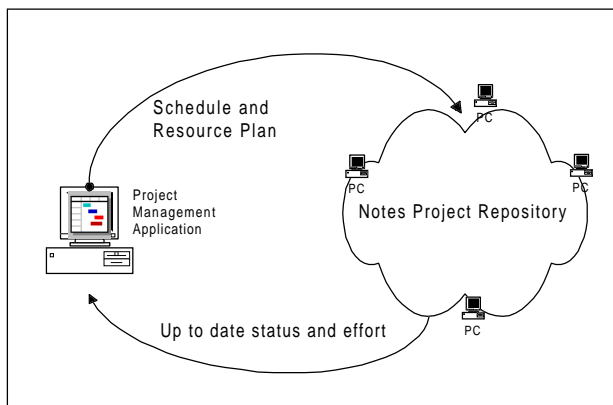 Schedule and
Resource Plan
PC
PC
PC
Project
Management
Application
Notes Project Repository
Up to date status and effort
PC